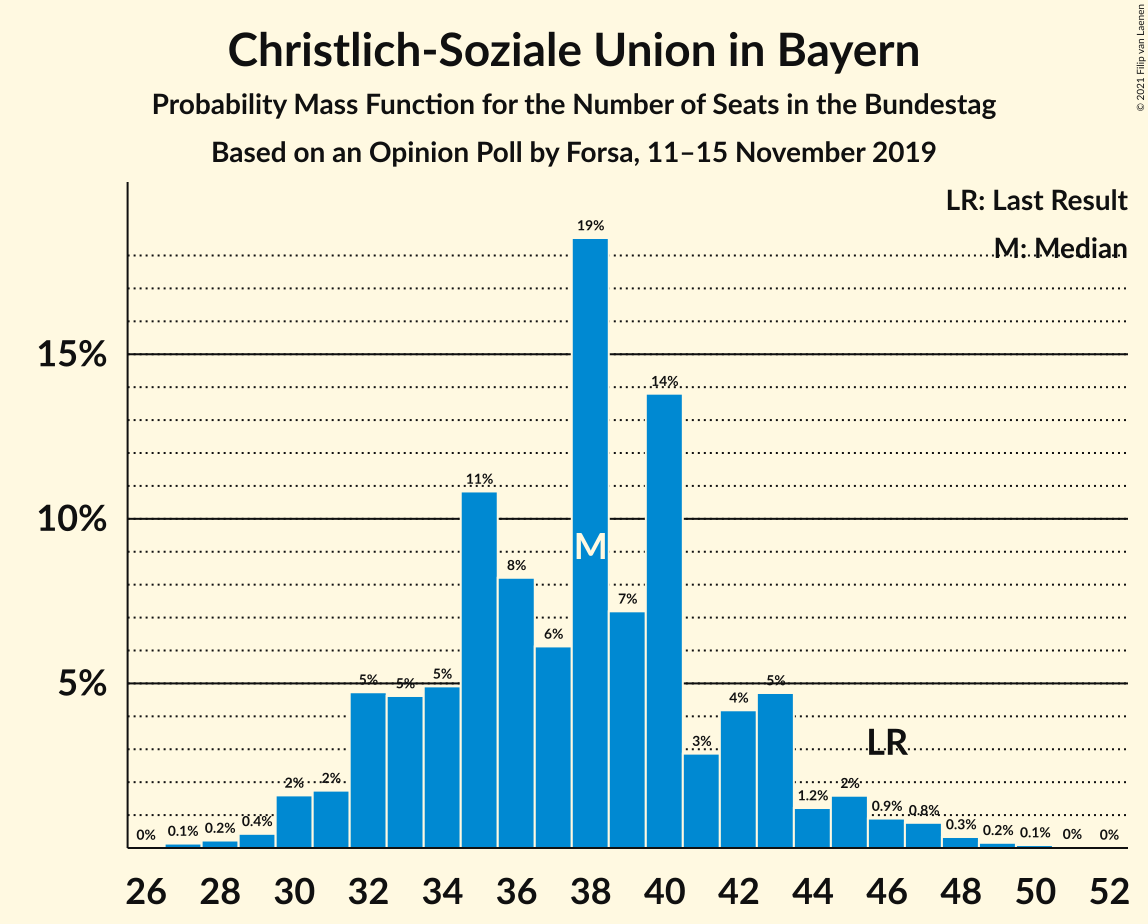 © 2021 Filip van Laenen
Christlich-Soziale Union in Bayern
Probability Mass Function for the Number of Seats in the Bundestag
Based on an Opinion Poll by Forsa, 11–15 November 2019
LR: Last Result
M: Median
15%
10%
5%
0% 0.1% 0.2% 0.4% 2% 2% 5% 5% 5% 11% 8% 6% 19% 7% 14% 3% 4% 5% 1.2% 2% 0.9% 0.8% 0.3% 0.2% 0.1% 0% 0%
M
LR
26 28 30 32 34 36 38 40 42 44 46 48 50 52